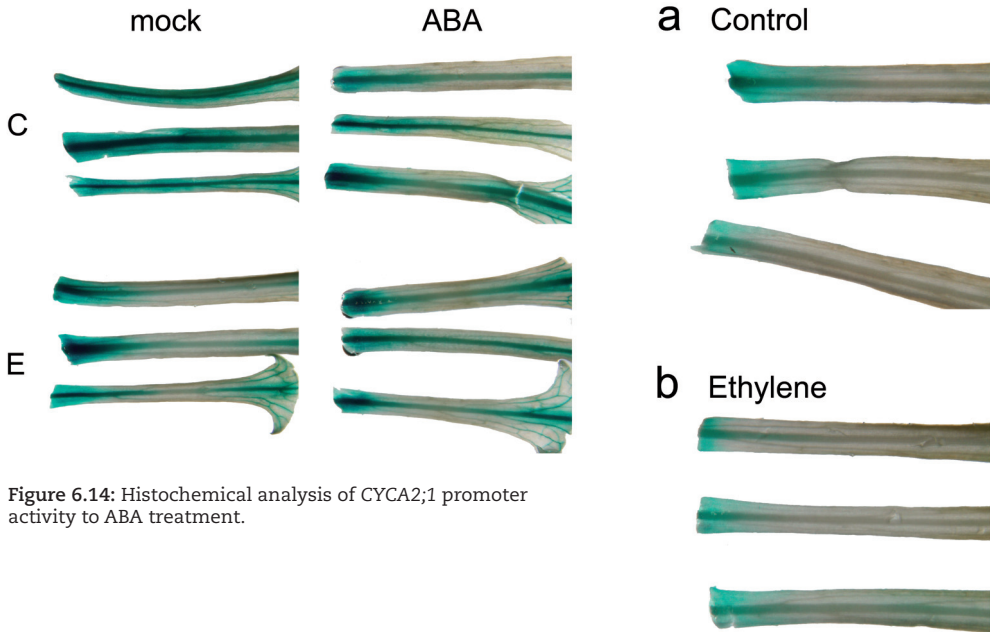 mock ABA
C
E
Figure 6.14: Histochemical analysis of CYCA2;1 promoter
activity to ABA treatment.
a Control
b Ethylene